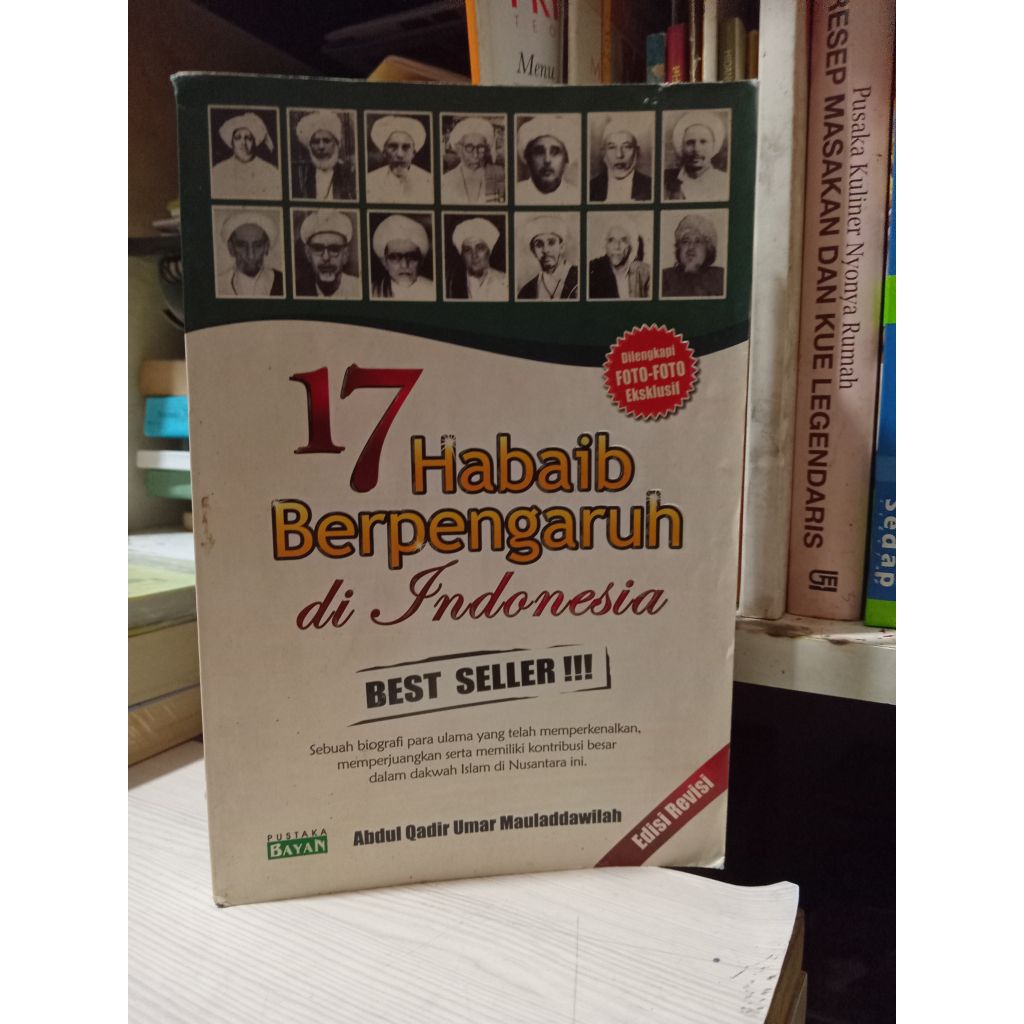 Dilengkapi
FOTO-FOTO
Eksklusif
17 Habaib
Berpengaruh
di Indonesia
BEST SELLER !!!
Sebuah biografi para ulama yang telah memperkenalkan,
memperjuangkan serta memiliki kontribusi besar
dalam dakwah Islam di Nusantara ini.
PUSTAKA
BAYAN
Abdul Qadir Umar Mauladdawilah
Edisi Revisi
Menu
Pusaka Kuliner Nyonya Rumah
RESEP MASAKAN DAN KUE LEGENDARIS
Sedap